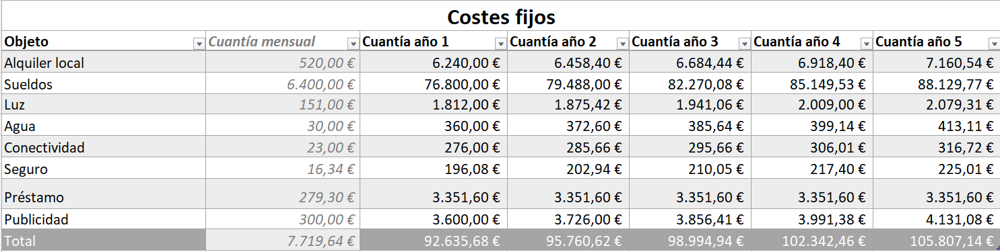 Costes fijos
Objeto Cuantía mensual Cuantía año 1 Cuantía año 2 Cuantía año 3 Cuantía año 4 Cuantía año 5
Alquiler local 520,00 € 6.240,00 € 6.458,40 € 6.684,44 € 6.918,40 € 7.160,54 €
Sueldos 6.400,00 € 76.800,00 € 79.488,00 € 82.270,08 € 85.149,53 € 88.129,77 €
Luz 151,00 € 1.812,00 € 1.875,42 € 1.941,06 € 2.009,00 € 2.079,31 €
Agua 30,00 € 360,00 € 372,60 € 385,64 € 399,14 € 413,11 €
Conectividad 23,00 € 276,00 € 285,66 € 295,66 € 306,01 € 316,72 €
Seguro 16,34 € 196,08 € 202,94 € 210,05 € 217,40 € 225,01 €
Préstamo 279,30 € 3.351,60 € 3.351,60 € 3.351,60 € 3.351,60 € 3.351,60 €
Publicidad 300,00 € 3.600,00 € 3.726,00 € 3.856,41 € 3.991,38 € 4.131,08 €
Total 7.719,64 € 92.635,68 € 95.760,62 € 98.994,94 € 102.342,46 € 105.807,14 €